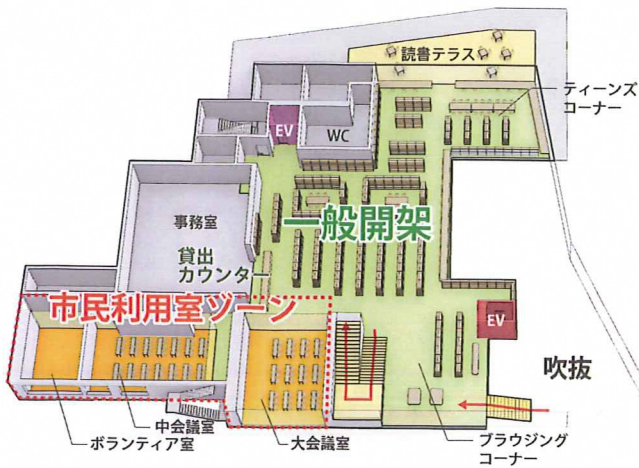 読書テラス
ティーンズ
コーナー
EV
WC
一般開架
事務室
貸出
カウンター
市民利用室ゾーン
EV
吹抜
中会議室
ボランティア室
大会議室
ブラウジング
コーナー